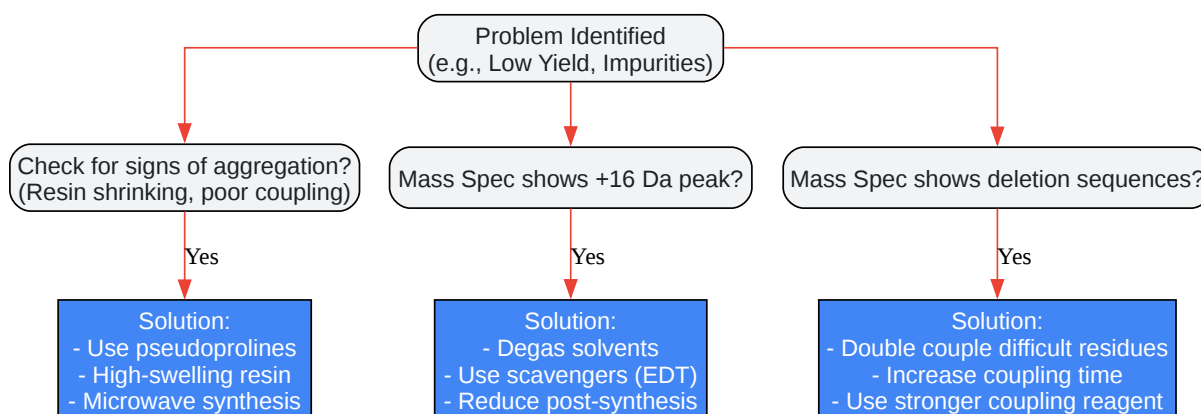 Problem Identified
(e.g., Low Yield, Impurities)
Check for signs of aggregation?
(Resin shrinking, poor coupling)
Mass Spec shows +16 Da peak?
Mass Spec shows deletion sequences?
Yes
Yes
Yes
Solution:
- Use pseudoprolines
- High-swelling resin
- Microwave synthesis
Solution:
- Degas solvents
- Use scavengers (EDT)
- Reduce post-synthesis
Solution:
- Double couple difficult residues
- Increase coupling time
- Use stronger coupling reagent